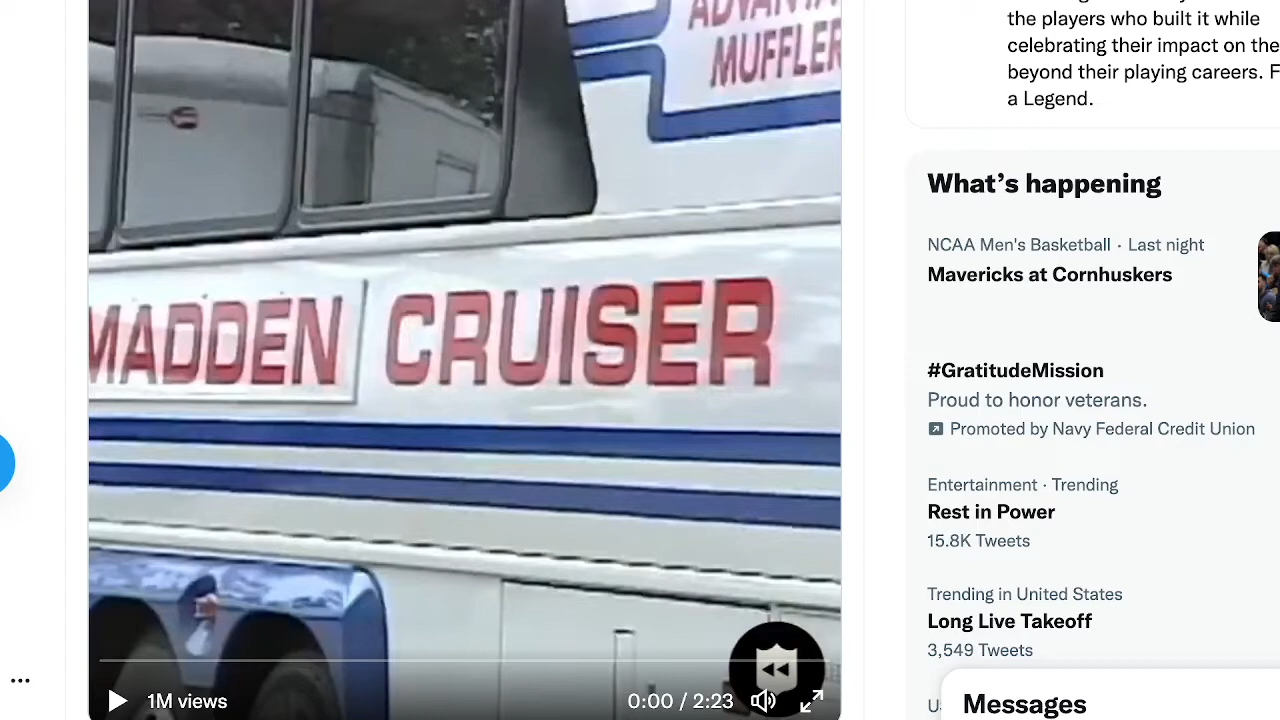 ADVANTA
MUFFLER
MADDEN CRUISER
1M views
0:00 / 2:23
the players who built it while
celebrating their impact on the
beyond their playing careers. F
a Legend.
What's happening
NCAA Men's Basketball · Last night
Mavericks at Cornhuskers
#GratitudeMission
Proud to honor veterans.
Promoted by Navy Federal Credit Union
Entertainment · Trending
Rest in Power
15.8K Tweets
Trending in United States
Long Live Takeoff
3,549 Tweets
Messages